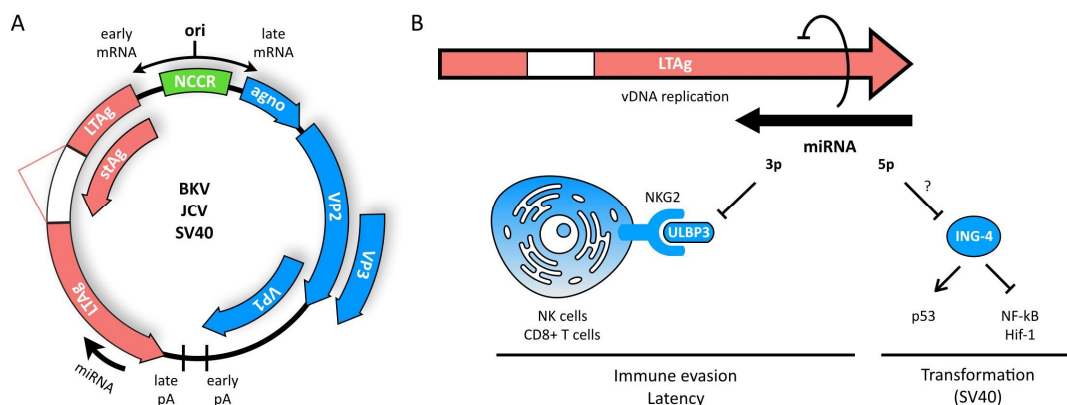 A
early
mRNA
ori
late
mRNA
NCCR
agno
LTAg
stAg
BKV
JCV
SV40
VP2
VP3
VP1
LTAg
miRNA
late
pA
early
pA
B
LTAg
vDNA replication
miRNA
3p
5p
?
NKG2
ULBP3
ING-4
NK cells
CD8+ T cells
p53
NF-kB
Hif-1
Immune evasion
Latency
Transformation
(SV40)